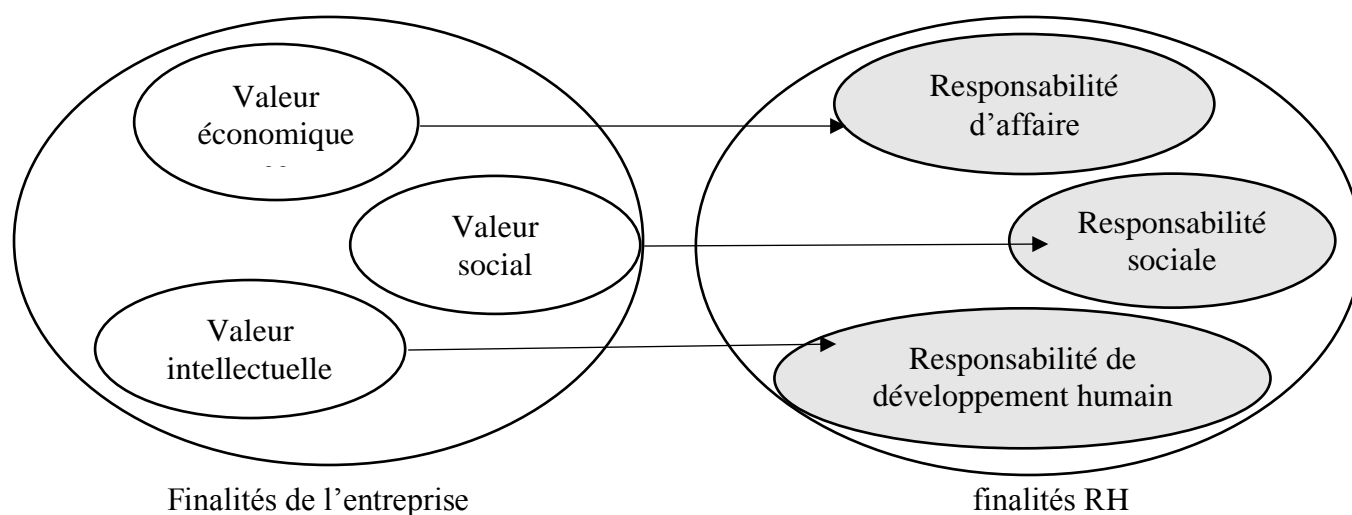 Valeur
économique
Responsabilité
d’affaire
Valeur
social
Responsabilité
sociale
Valeur
intellectuelle
Responsabilité de
développement humain
Finalités de l’entreprise
finalités RH